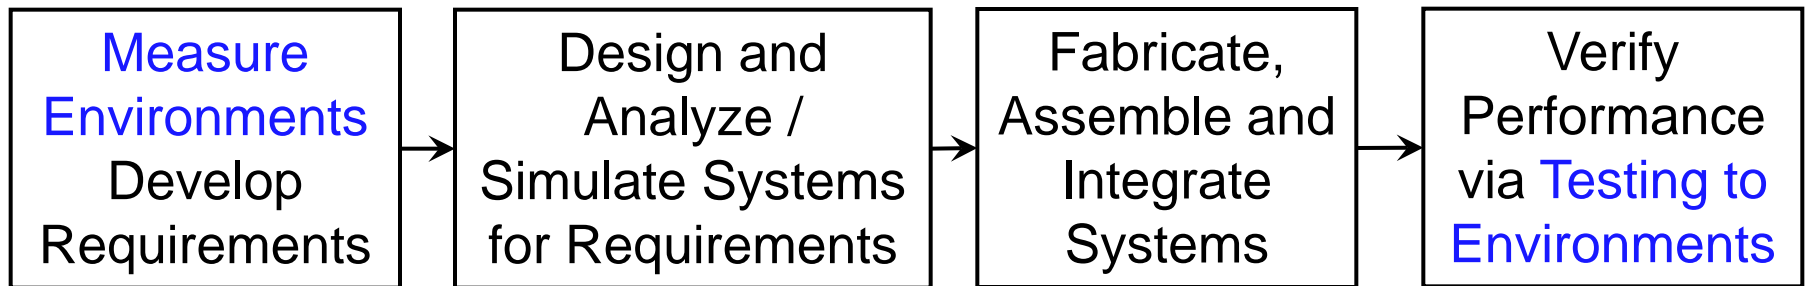 Measure
Environments
Develop
Requirements
Design and
Analyze /
Simulate Systems
for Requirements
Fabricate,
Assemble and
Integrate
Systems
Verify
Performance
via Testing to
Environments